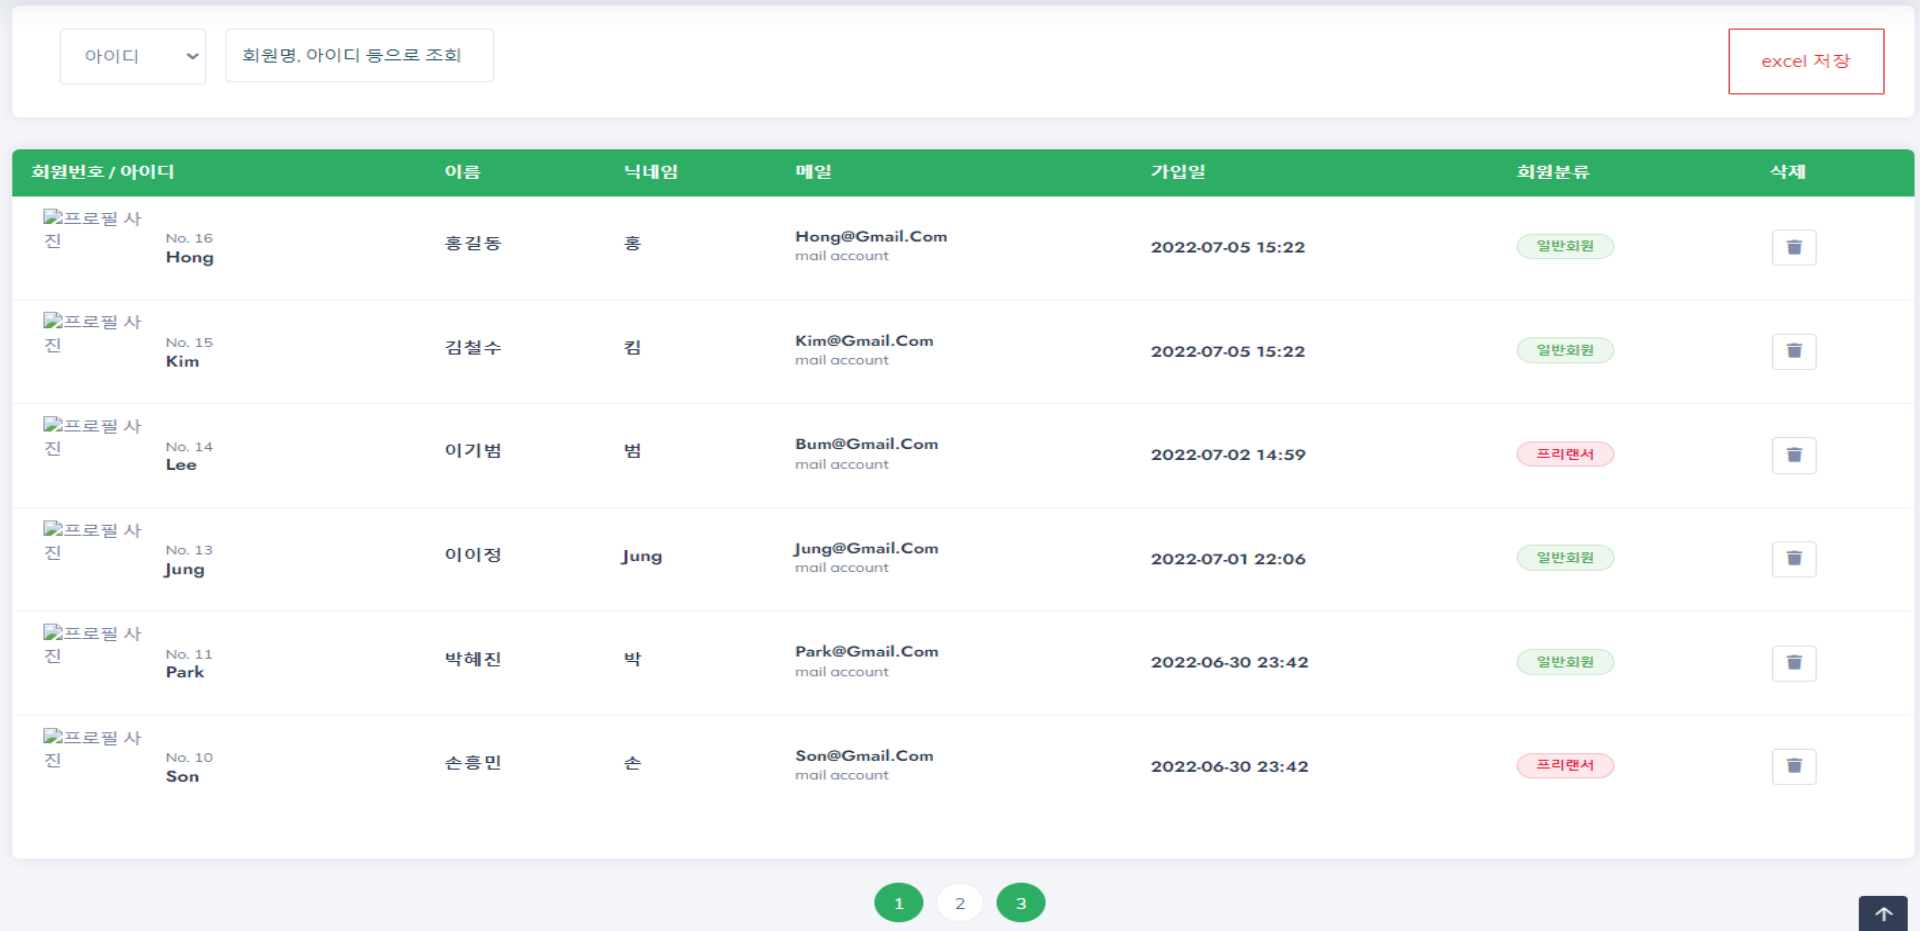 아이디
회원명, 아이디 등으로 조회
excel 저장
회원번호 / 아이디 이름 닉네임 메일 가입일 회원분류 삭제
프로필 사진
No. 16
Hong
홍길동
홍
Hong@Gmail.Com
mail account
2022-07-05 15:22
일반회원
프로필 사진
No. 15
Kim
김철수
킴
Kim@Gmail.Com
mail account
2022-07-05 15:22
일반회원
프로필 사진
No. 14
Lee
이기범
범
Bum@Gmail.Com
mail account
2022-07-02 14:59
프리랜서
프로필 사진
No. 13
Jung
이이정
Jung
Jung@Gmail.Com
mail account
2022-07-01 22:06
일반회원
프로필 사진
No. 11
Park
박혜진
박
Park@Gmail.Com
mail account
2022-06-30 23:42
일반회원
프로필 사진
No. 10
Son
손흥민
손
Son@Gmail.Com
mail account
2022-06-30 23:42
프리랜서
1 2 3